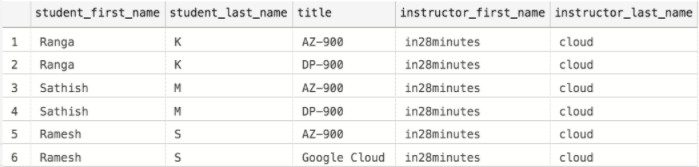 student_first_name student_last_name title instructor_first_name instructor_last_name
1 Ranga K AZ-900 in28minutes cloud
2 Ranga K DP-900 in28minutes cloud
3 Sathish M AZ-900 in28minutes cloud
4 Sathish M DP-900 in28minutes cloud
5 Ramesh S AZ-900 in28minutes cloud
6 Ramesh S Google Cloud in28minutes cloud